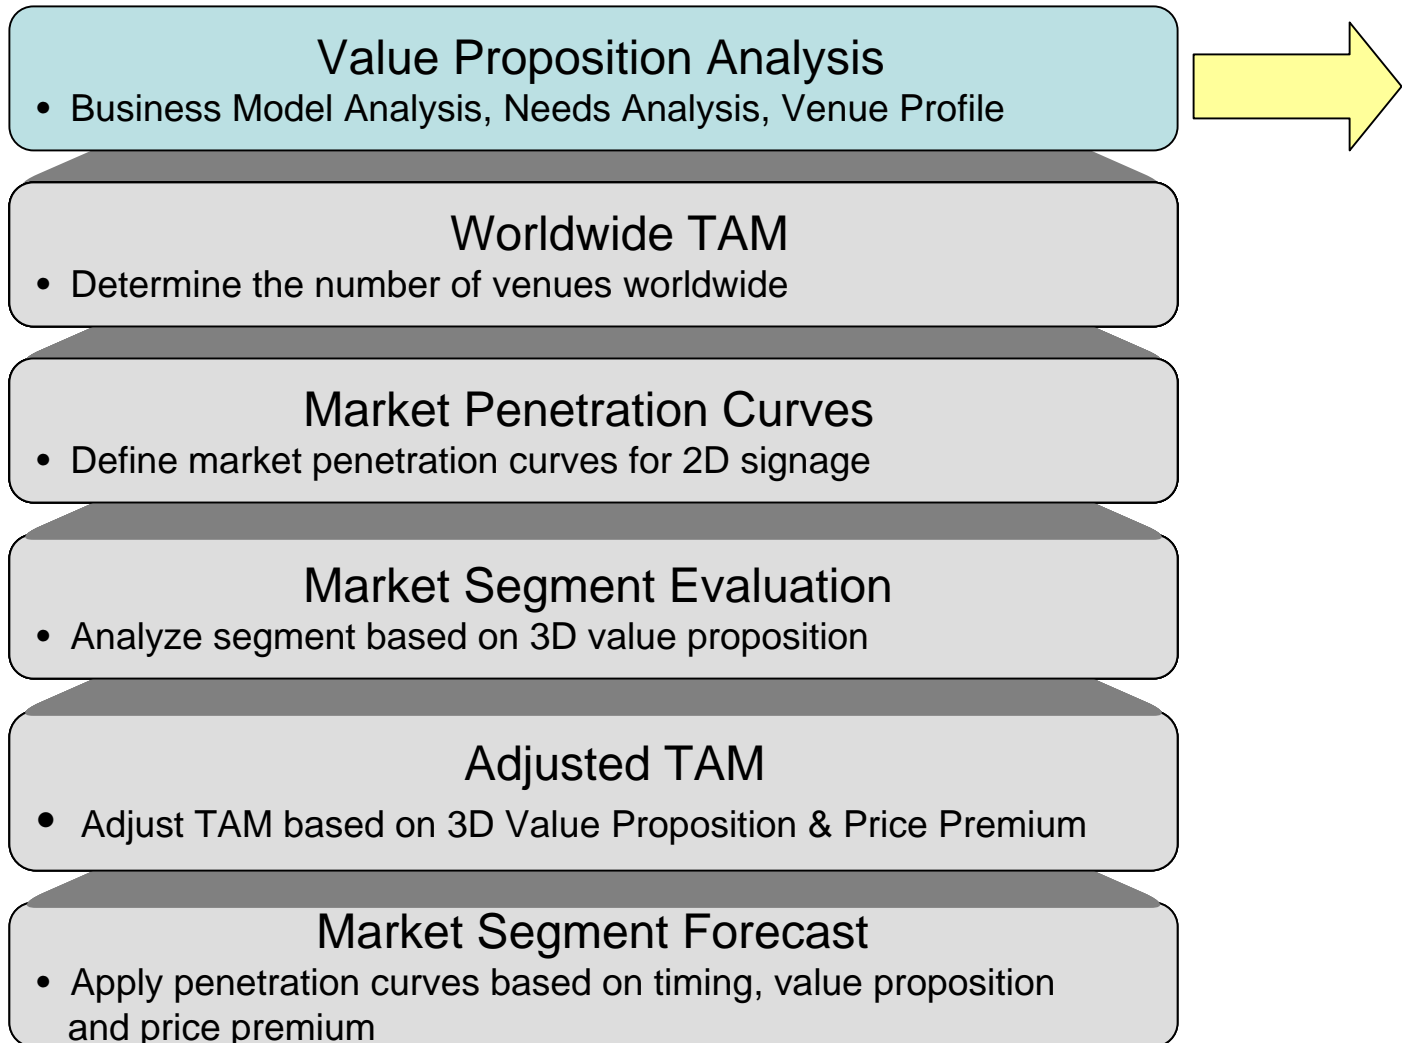 Value Proposition Analysis
• Business Model Analysis, Needs Analysis, Venue Profile
Worldwide TAM
• Determine the number of venues worldwide
Market Penetration Curves
• Define market penetration curves for 2D signage
Market Segment Evaluation
• Analyze segment based on 3D value proposition
Adjusted TAM
• Adjust TAM based on 3D Value Proposition & Price Premium
Market Segment Forecast
• Apply penetration curves based on timing, value proposition
and price premium